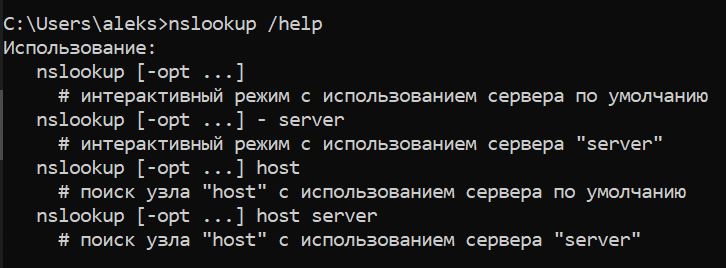 C:\Users\aleks>nslookup /help
Использование:
nslookup [-opt ...]
# интерактивный режим с использованием сервера по умолчанию
nslookup [-opt ...] - server
# интерактивный режим с использованием сервера "server"
nslookup [-opt ...] host
# поиск узла "host" с использованием сервера по умолчанию
nslookup [-opt ...] host server
# поиск узла "host" с использованием сервера "server"